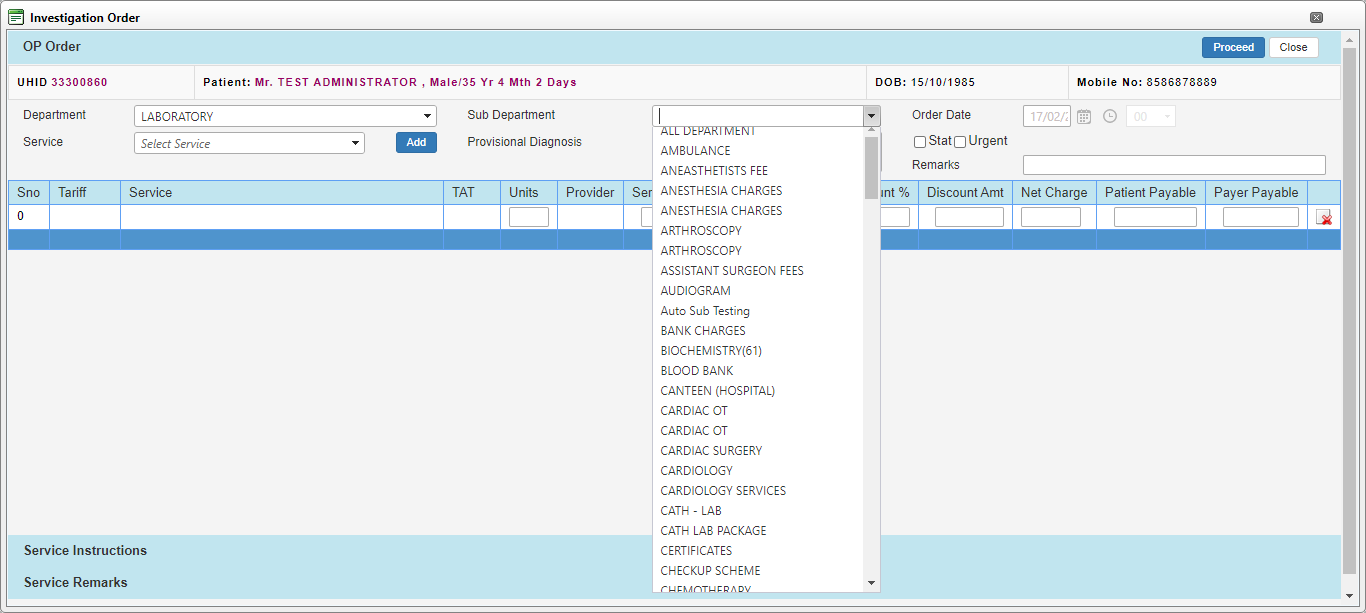 Investigation Order
OP Order
Proceed
Close
UHID 33300860
Patient: Mr. TEST ADMINISTRATOR , Male/35 Yr 4 Mth 2 Days
DOB: 15/10/1985
Mobile No: 8586878889
Department
LABORATORY
Sub Department
Order Date
17/02/2
00
Service
Select Service
Add
Provisional Diagnosis
Stat
Urgent
Remarks
Sno Tariff Service TAT Units Provider Ser unt % Discount Amt Net Charge Patient Payable Payer Payable
0
ALL DEPARTMENT
AMBULANCE
ANEASTHETISTS FEE
ANESTHESIA CHARGES
ANESTHESIA CHARGES
ARTHROSCOPY
ARTHROSCOPY
ASSISTANT SURGEON FEES
AUDIOGRAM
Auto Sub Testing
BANK CHARGES
BIOCHEMISTRY(61)
BLOOD BANK
CANTEEN (HOSPITAL)
CARDIAC OT
CARDIAC OT
CARDIAC SURGERY
CARDIOLOGY
CARDIOLOGY SERVICES
CATH - LAB
CATH LAB PACKAGE
CERTIFICATES
CHECKUP SCHEME
CHEMOTHERAPY
Service Instructions
Service Remarks